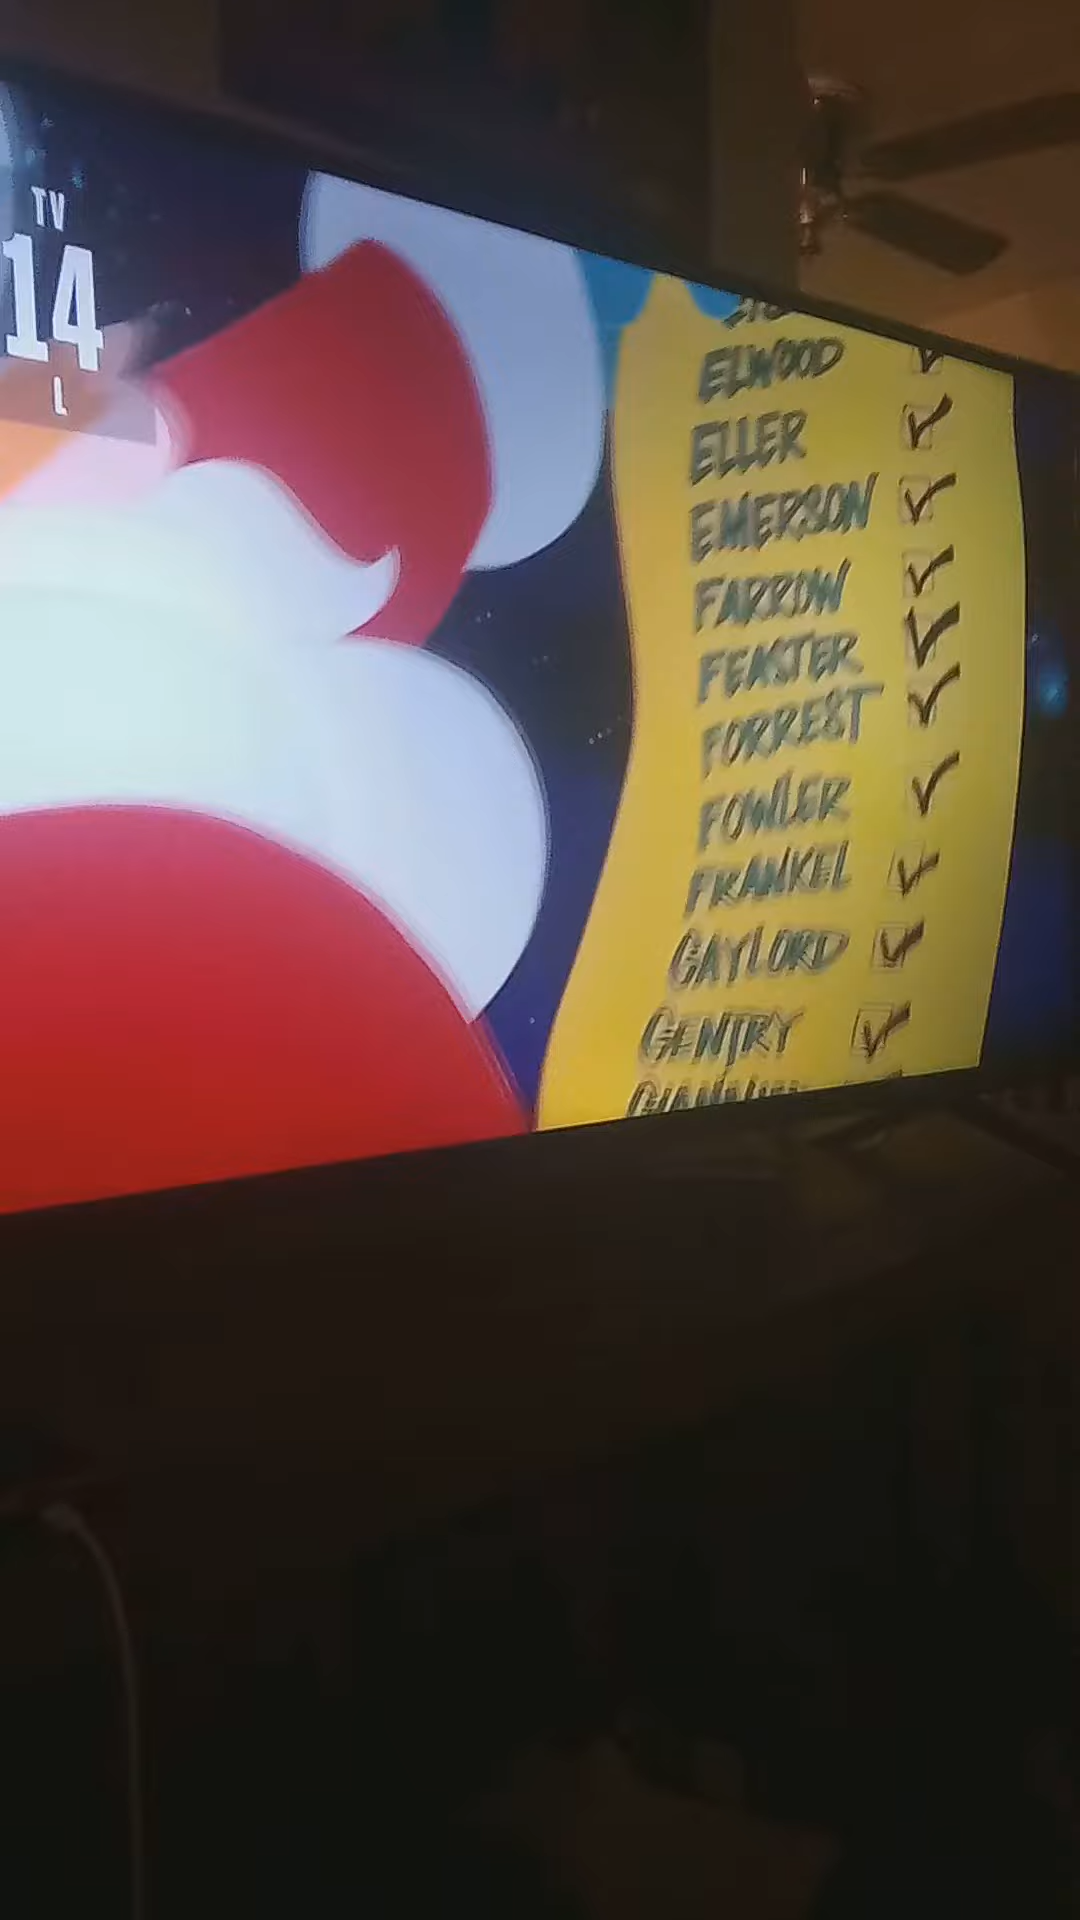 TV
14
L
ELWOOD
ELLER
EMERSON
FARROW
FEASTER
FORREST
FOWLER
FRANKEL
GAYLORD
GENTRY